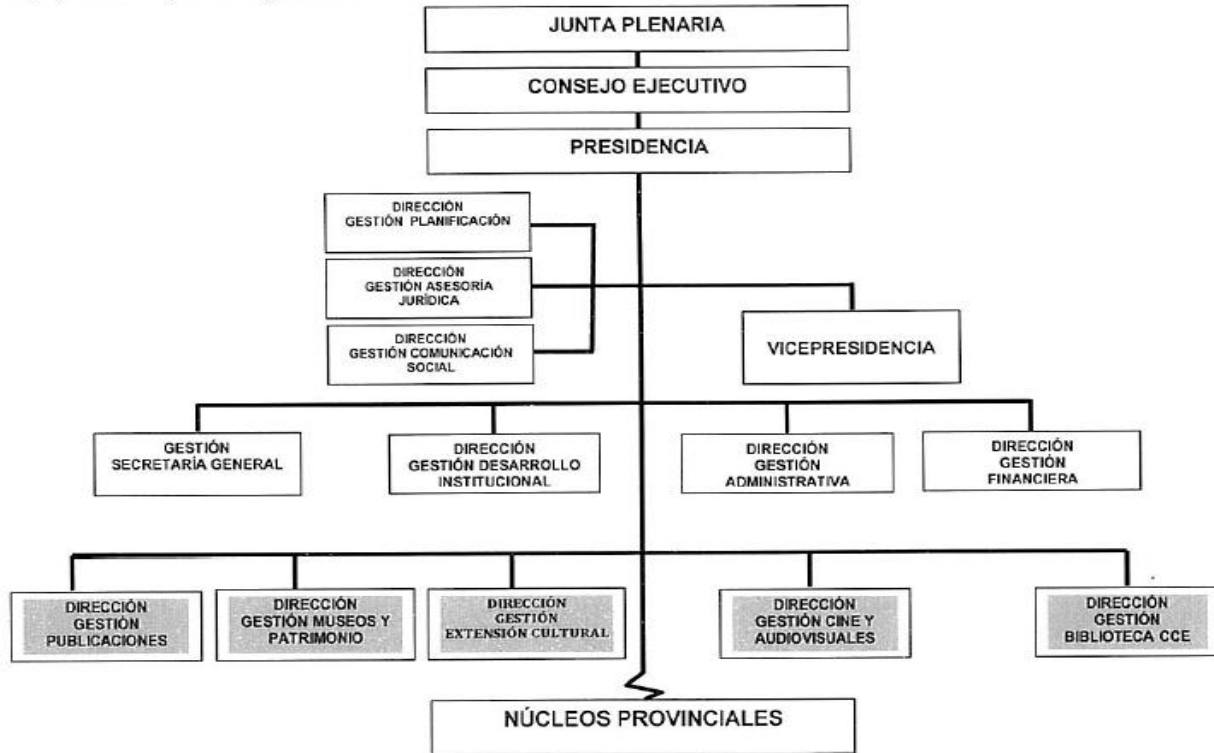 JUNTA PLENARIA
CONSEJO EJECUTIVO
PRESIDENCIA
DIRECCIÓN
GESTIÓN PLANIFICACIÓN
DIRECCIÓN
GESTIÓN ASESORÍA
JURÍDICA
DIRECCIÓN
GESTIÓN COMUNICACIÓN
SOCIAL
VICEPRESIDENCIA
GESTIÓN
SECRETARÍA GENERAL
DIRECCIÓN
GESTIÓN DESARROLLO
INSTITUCIONAL
DIRECCIÓN
GESTIÓN
ADMINISTRATIVA
DIRECCIÓN
GESTIÓN
FINANCIERA
DIRECCIÓN
GESTIÓN
PUBLICACIONES
DIRECCIÓN
GESTIÓN MUSEOS Y
PATRIMONIO
DIRECCIÓN
GESTIÓN
EXTENSIÓN CULTURAL
DIRECCIÓN
GESTIÓN CINE Y
AUDIOVISUALES
DIRECCIÓN
GESTIÓN
BIBLIOTECA CCE
NÚCLEOS PROVINCIALES